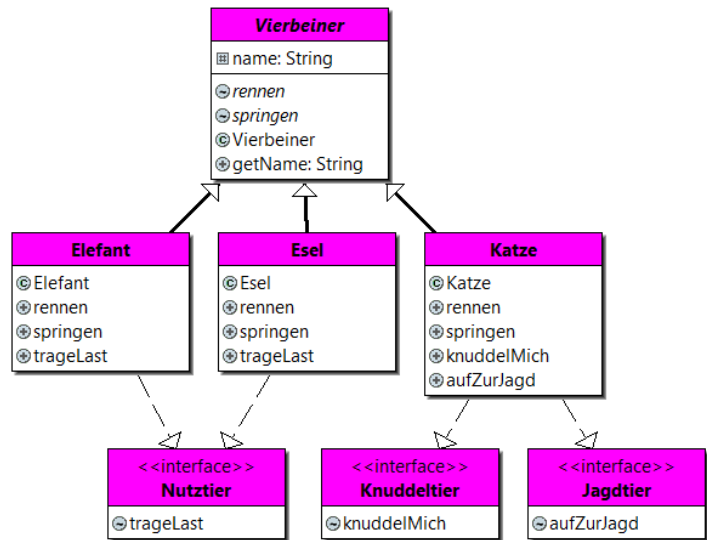 Vierbeiner
name: String
rennen
springen
Vierbeiner
getName: String
Elefant
Elefant
rennen
springen
trageLast
Esel
Esel
rennen
springen
trageLast
Katze
Katze
rennen
springen
knuddelMich
aufZurJagd
<<interface>>
Nutztier
trageLast
<<interface>>
Knuddeltier
knuddelMich
<<interface>>
Jagdtier
aufZurJagd